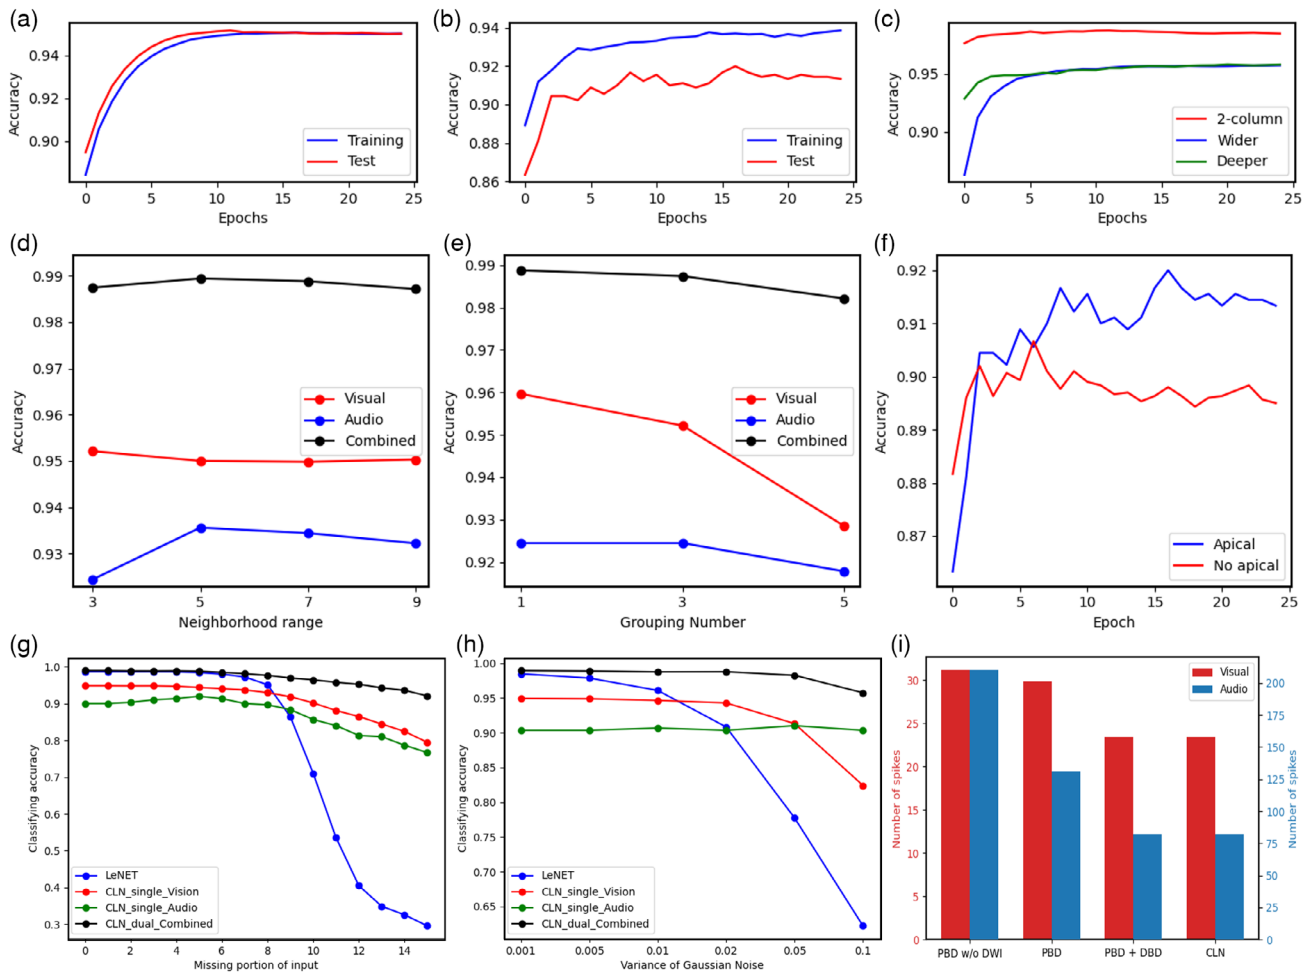 (a)
0.94
0.92
0.90
Accuracy
Training
Test
0 5 10 15 20 25
Epochs
(b)
0.94
0.92
0.90
0.88
0.86
Accuracy
Training
Test
0 5 10 15 20 25
Epochs
(c)
0.95
0.90
Accuracy
2-column
Wider
Deeper
0 5 10 15 20 25
Epochs
(d)
0.99
0.98
0.97
0.96
0.95
0.94
0.93
Accuracy
Visual
Audio
Combined
3 5 7 9
Neighborhood range
(e)
0.99
0.98
0.97
0.96
0.95
0.94
0.93
0.92
Accuracy
Visual
Audio
Combined
1 3 5
Grouping Number
(f)
0.92
0.91
0.90
0.89
0.88
0.87
Accuracy
Apical
No apical
0 5 10 15 20 25
Epoch
(g)
1.0
0.9
0.8
0.7
0.6
0.5
0.4
0.3
Classifying accuracy
LeNET
CLN_single_Vision
CLN_single_Audio
CLN_dual_Combined
0 2 4 6 8 10 12 14
Missing portion of input
(h)
1.00
0.95
0.90
0.85
0.80
0.75
0.70
0.65
Classifying accuracy
LeNET
CLN_single_Vision
CLN_single_Audio
CLN_dual_Combined
0.001 0.005 0.01 0.02 0.05 0.1
Variance of Gaussian Noise
(i)
30
25
20
15
10
5
0
Number of spikes
Visual
Audio
200
175
150
125
100
75
50
25
0
Number of spikes
PBD w/o DWI PBD PBD + DBD CLN